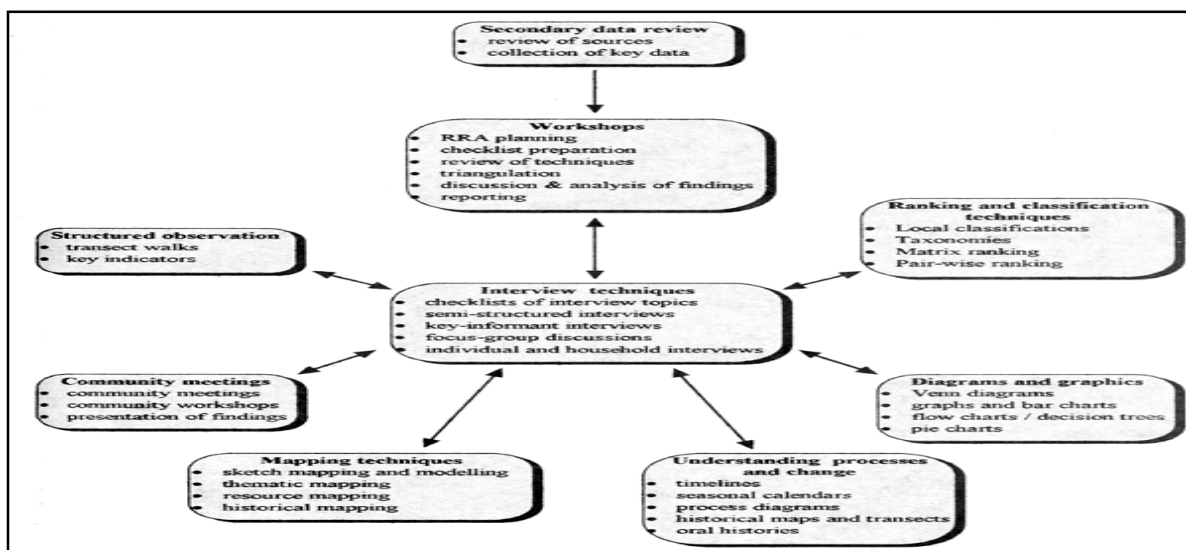 Secondary data review
• review of sources
• collection of key data
Workshops
• RRA planning
• checklist preparation
• review of techniques
• triangulation
• discussion & analysis of findings
• reporting
Structured observation
• transect walks
• key indicators
Ranking and classification
techniques
• Local classifications
• Taxonomies
• Matrix ranking
• Pair-wise ranking
Interview techniques
• checklists of interview topics
• semi-structured interviews
• key-informant interviews
• focus-group discussions
• individual and household interviews
Community meetings
• community meetings
• community workshops
• presentation of findings
Diagrams and graphics
• Venn diagrams
• graphs and bar charts
• flow charts / decision trees
• pie charts
Mapping techniques
• sketch mapping and modelling
• thematic mapping
• resource mapping
• historical mapping
Understanding processes
and change
• timelines
• seasonal calendars
• process diagrams
• historical maps and transects
• oral histories